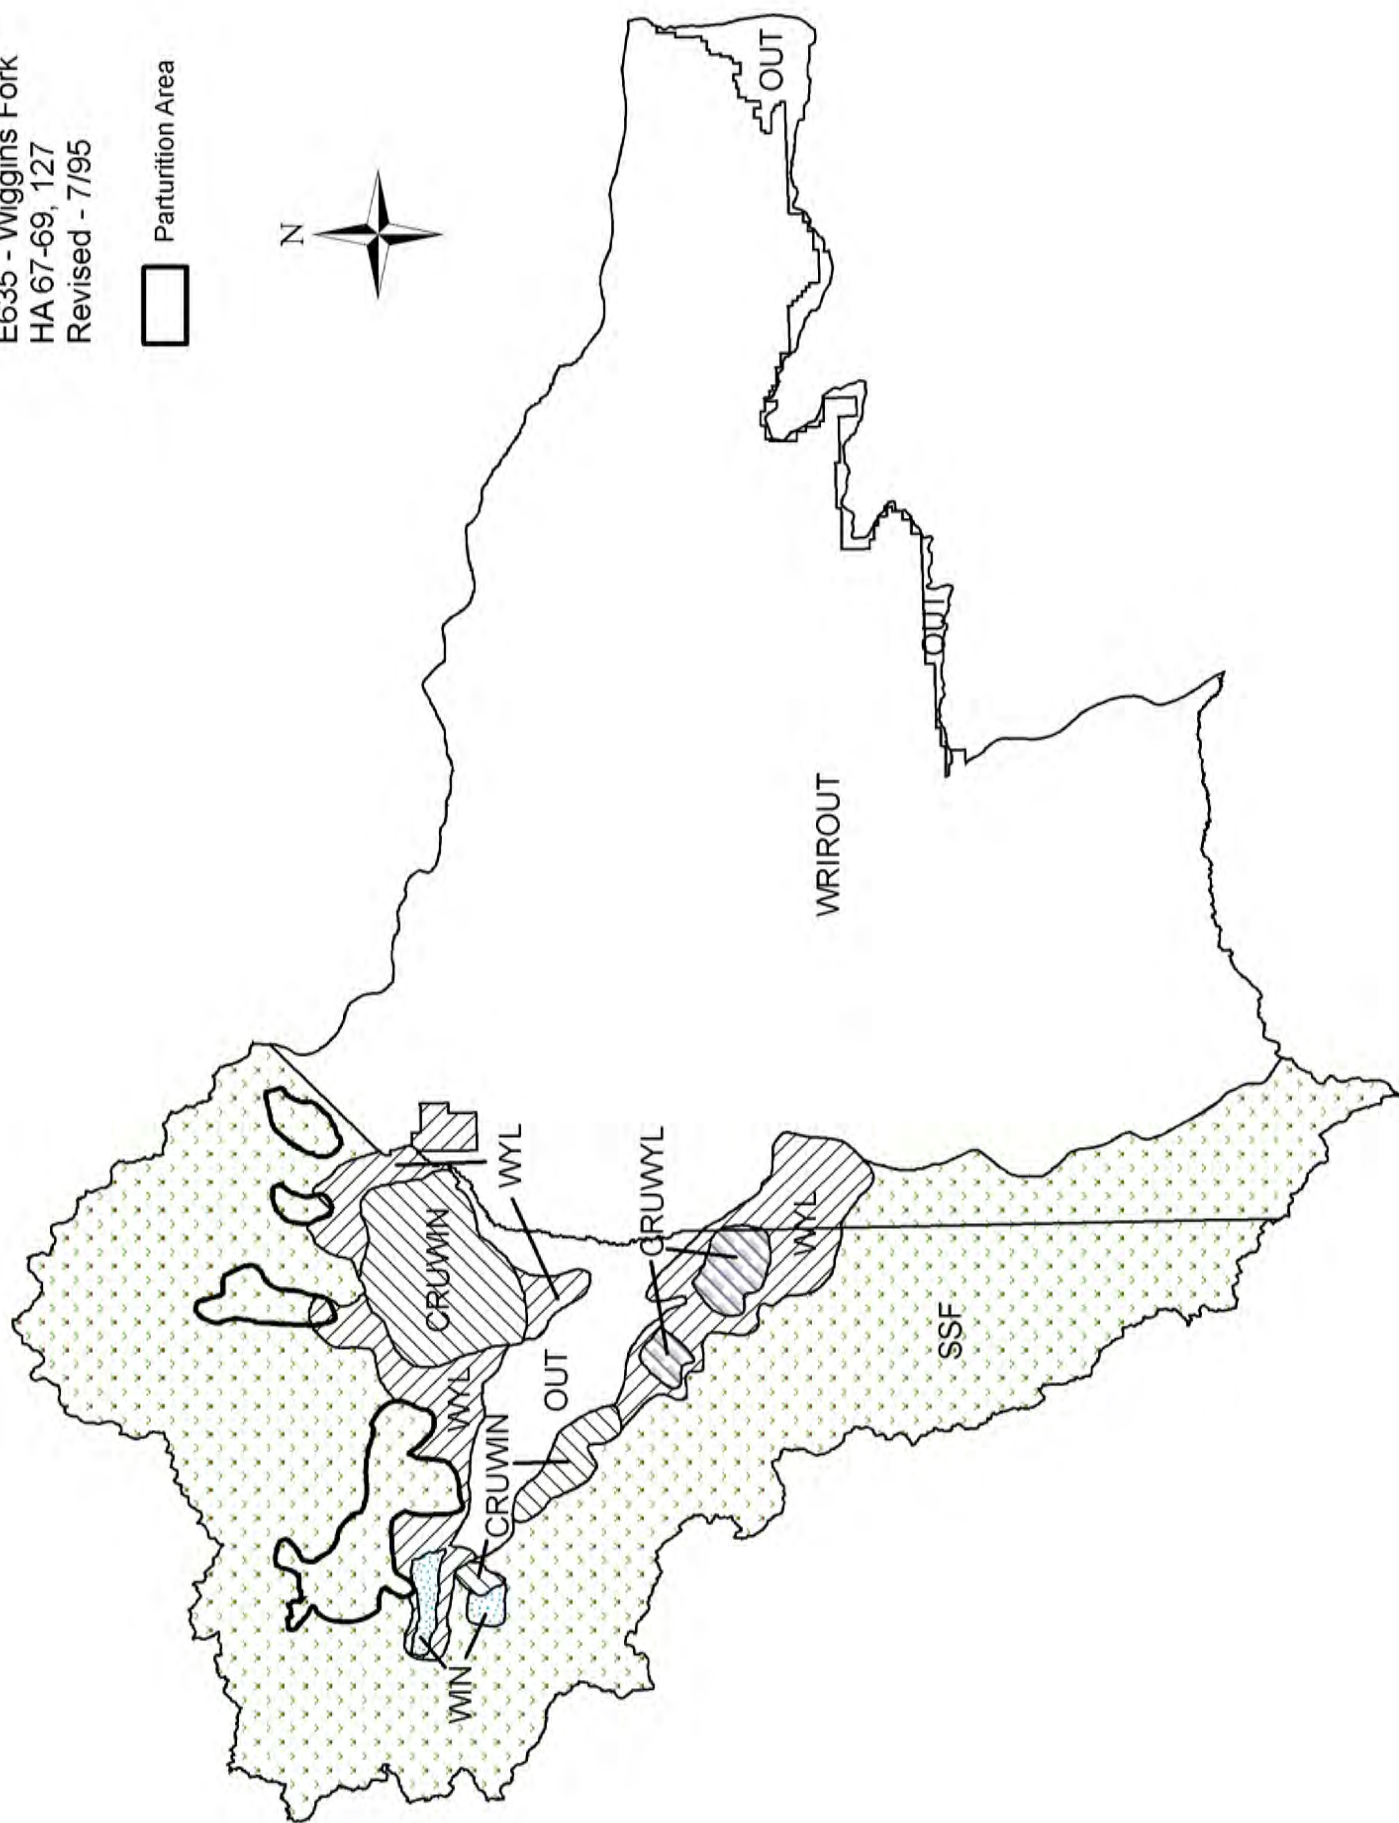 E635 - Wiggins Fork
HA 67-69, 127
Revised - 7/95
Parturition Area
N
CRUWIN
WYL
WIN
CRUWIN
WYL
OUT
CRUWYL
OUT
WYL
WRIROUT
OUT
SSF